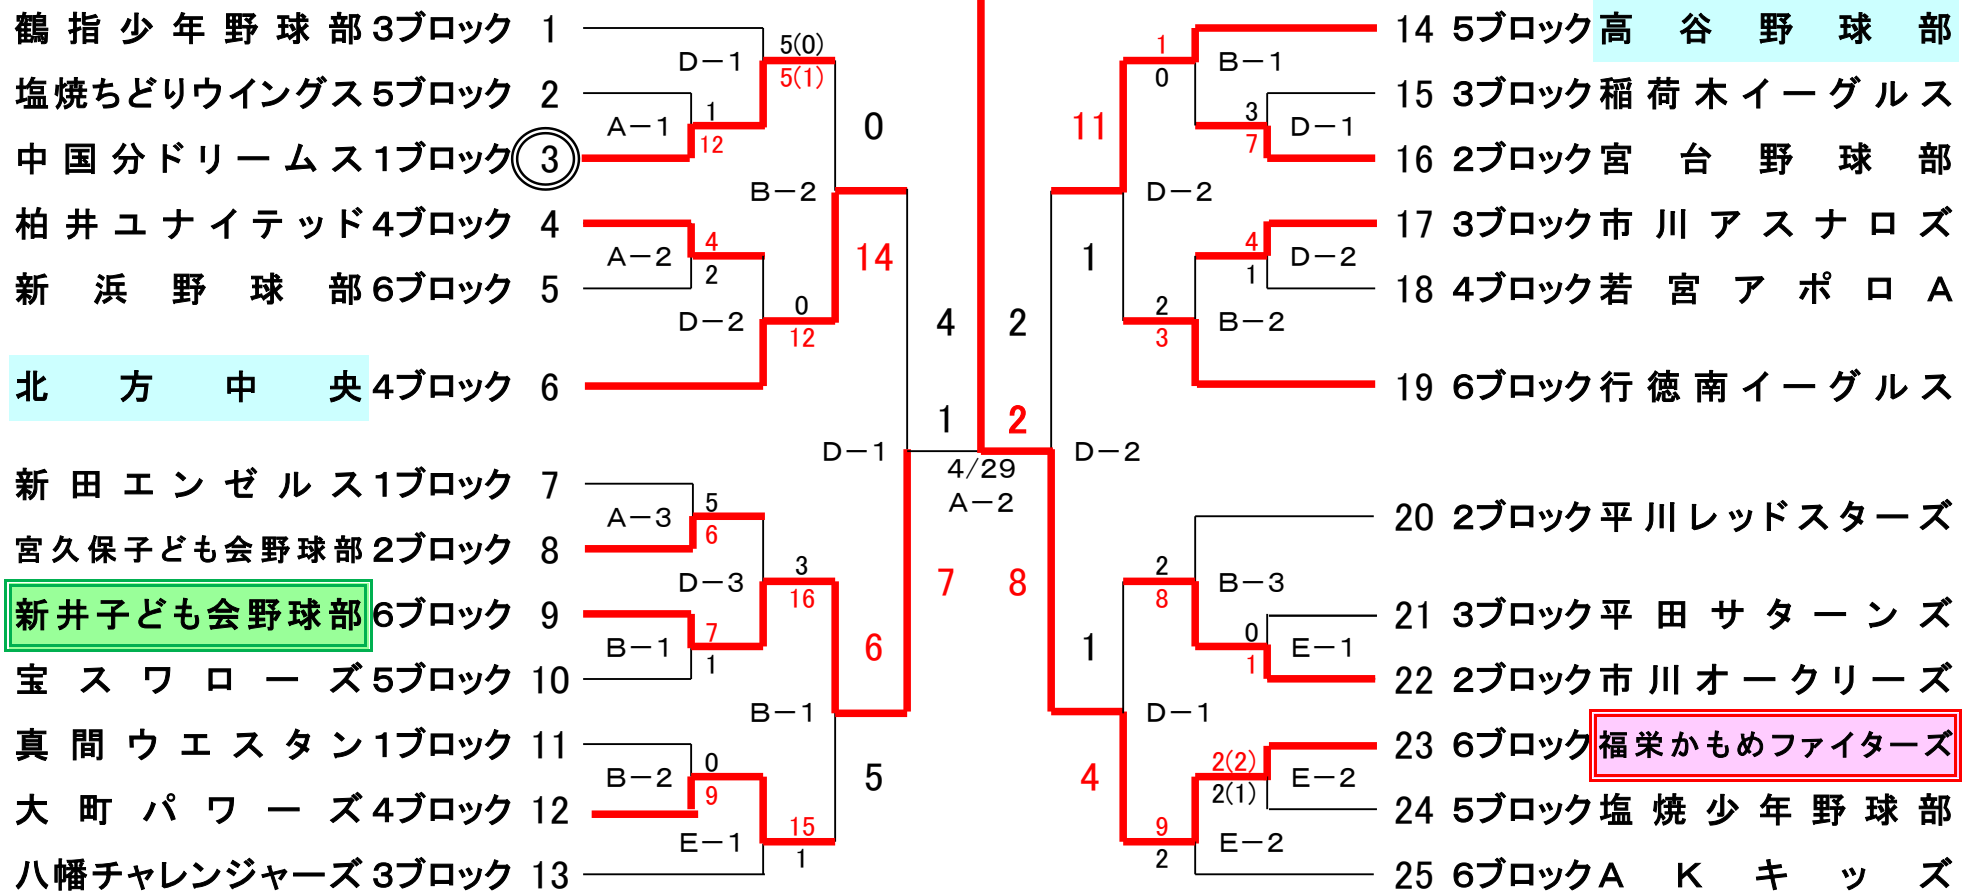 鶴指少年野球部 3ブロック 1
塩焼ちどりウイングス 5ブロック 2
中国分ドリームス 1ブロック 3
柏井ユナイテッド 4ブロック 4
新浜野球部 6ブロック 5
北方中央 4ブロック 6
新田エンゼルス 1ブロック 7
宮久保子ども会野球部 2ブロック 8
新井子ども会野球部 6ブロック 9
宝スワローズ 5ブロック 10
真間ウエスタン 1ブロック 11
大町パワーズ 4ブロック 12
八幡チャレンジャーズ 3ブロック 13
A-1
1
12
A-2
4
2
A-3
5
6
B-1
7
1
B-2
0
9
D-1
5(0)
5(1)
D-2
0
12
D-3
3
16
E-1
15
1
B-2
0
14
B-1
6
5
D-1
4
7
1
2
4/29
A-2
D-2
2
8
D-2
11
1
D-1
1
4
B-1
1
0
B-2
2
3
B-3
2
8
E-2
9
2
D-1
3
7
D-2
4
1
E-1
0
1
E-2
2(2)
2(1)
14 5ブロック 高谷野球部
15 3ブロック 稲荷木イーグルス
16 2ブロック 宮台野球部
17 3ブロック 市川アスナロズ
18 4ブロック 若宮アポロA
19 6ブロック 行徳南イーグルス
20 2ブロック 平川レッドスターズ
21 3ブロック 平田サターンズ
22 2ブロック 市川オークリーズ
23 6ブロック 福栄かもめファイターズ
24 5ブロック 塩焼少年野球部
25 6ブロック AKキッズ